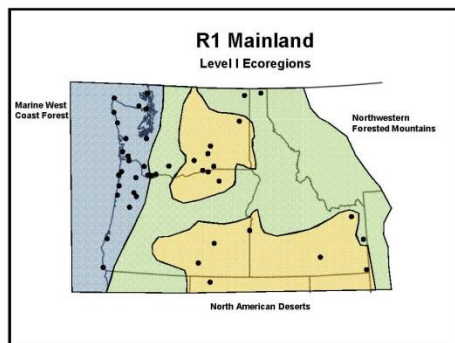 R1 Mainland
Level I Ecoregions
Marine West
Coast Forest
Northwestern
Forested Mountains
North American Deserts